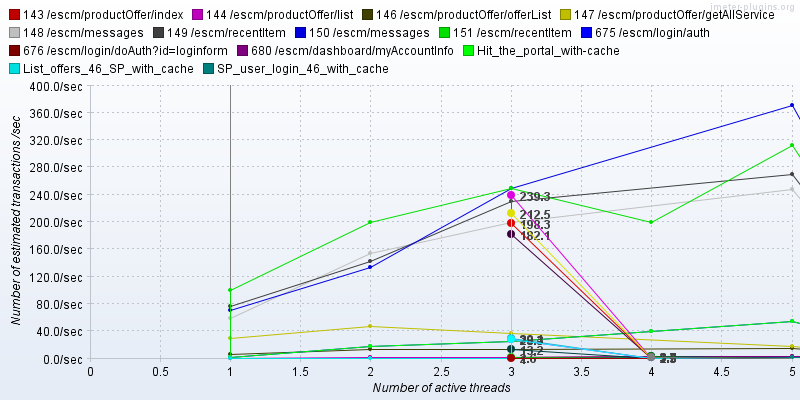 jmeter-plugins.org
143 /escm/productOffer/index 144 /escm/productOffer/list 146 /escm/productOffer/offerList 147 /escm/productOffer/getAllService
148 /escm/messages 149 /escm/recentItem 150 /escm/messages 151 /escm/recentItem 675 /escm/login/auth
676 /escm/login/doAuth?id=loginform 680 /escm/dashboard/myAccountInfo Hit_the_portal_with-cache
List_offers_46_SP_with_cache SP_user_login_46_with_cache
Number of estimated transactions /sec
400.0/sec
360.0/sec
320.0/sec
280.0/sec
240.0/sec
200.0/sec
160.0/sec
120.0/sec
80.0/sec
40.0/sec
0.0/sec
239.3
212.5
198.3
182.1
13.2
0 0.5 1 1.5 2 2.5 3 3.5 4 4.5 5
Number of active threads